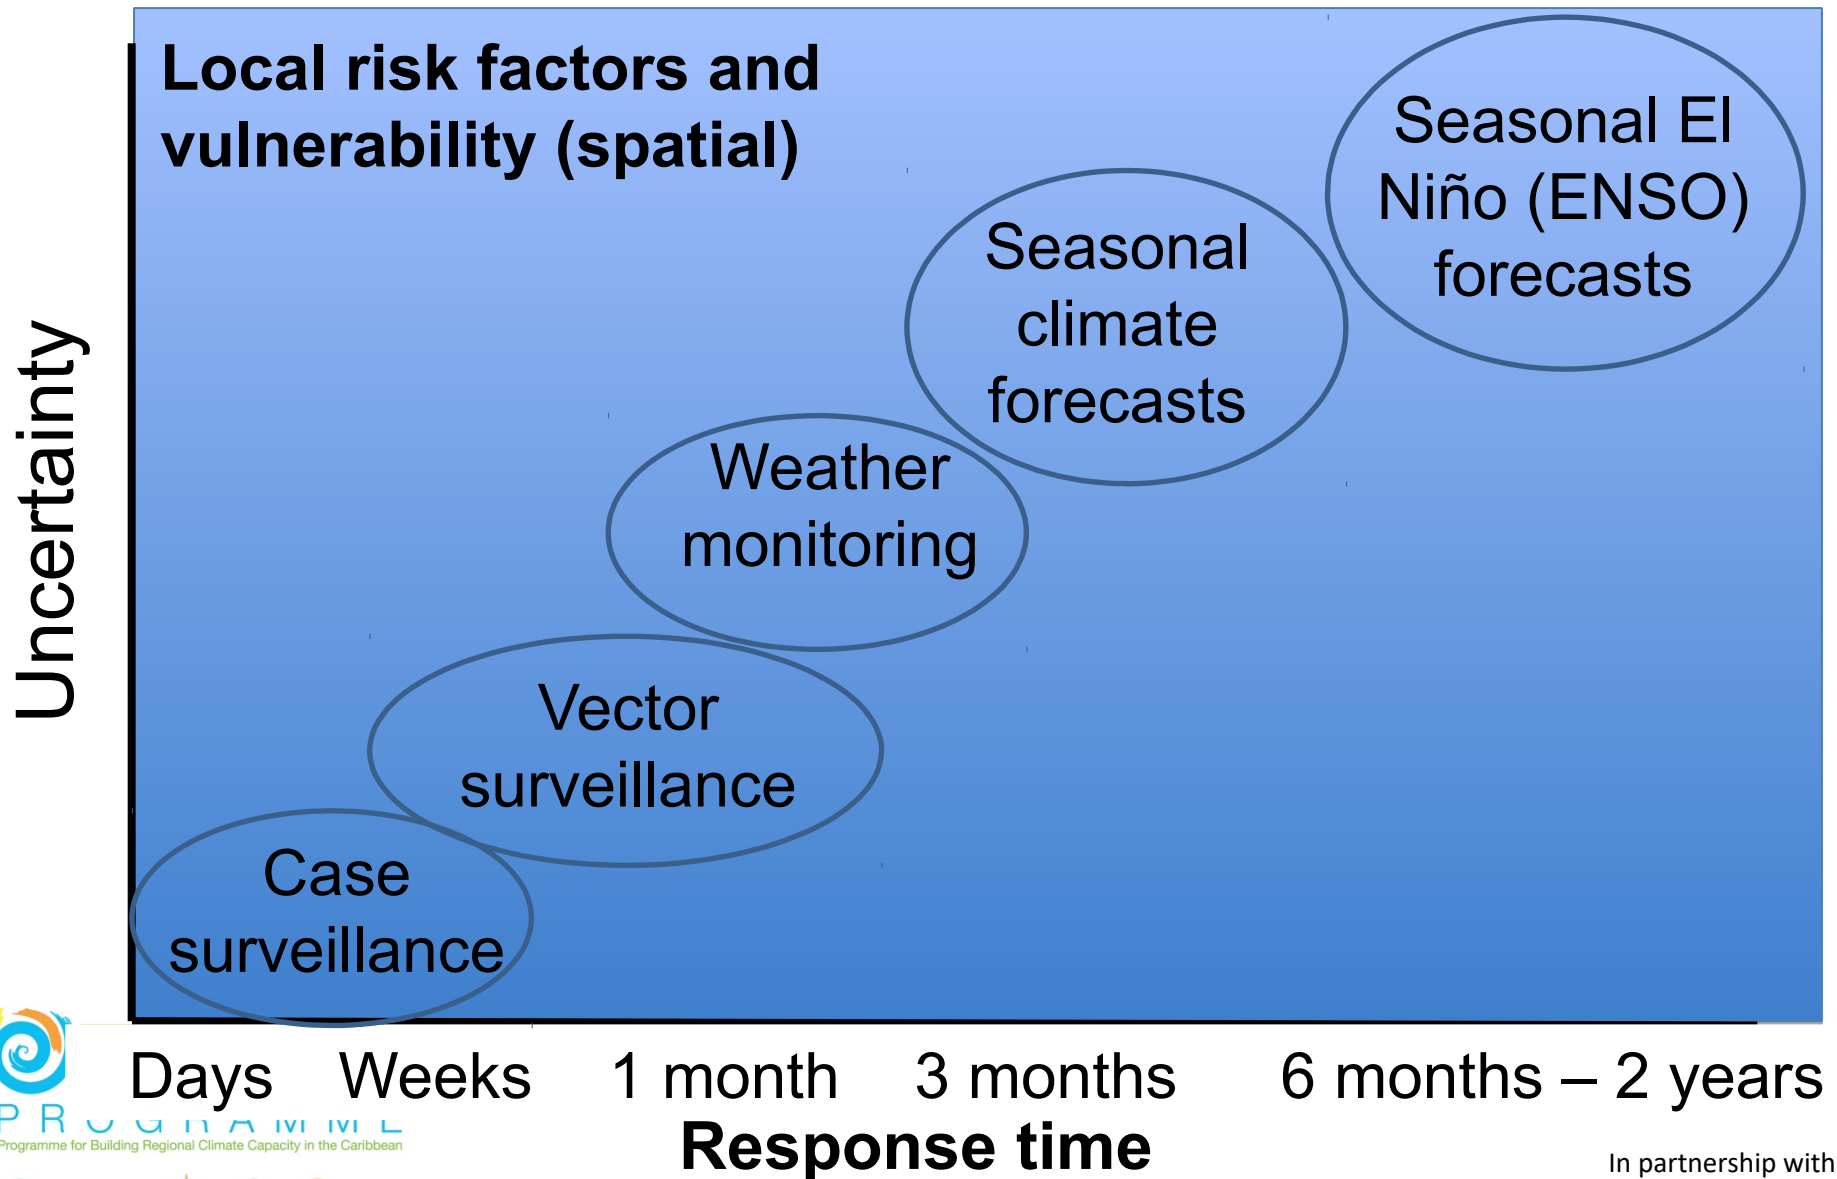 Local risk factors and
vulnerability (spatial)
Seasonal El
Niño (ENSO)
forecasts
Seasonal
climate
forecasts
Weather
monitoring
Vector
surveillance
Case
surveillance
Uncertainty
Days Weeks 1 month 3 months 6 months – 2 years
Response time
PROGRAMME
Programme for Building Regional Climate Capacity in the Caribbean
In partnership with